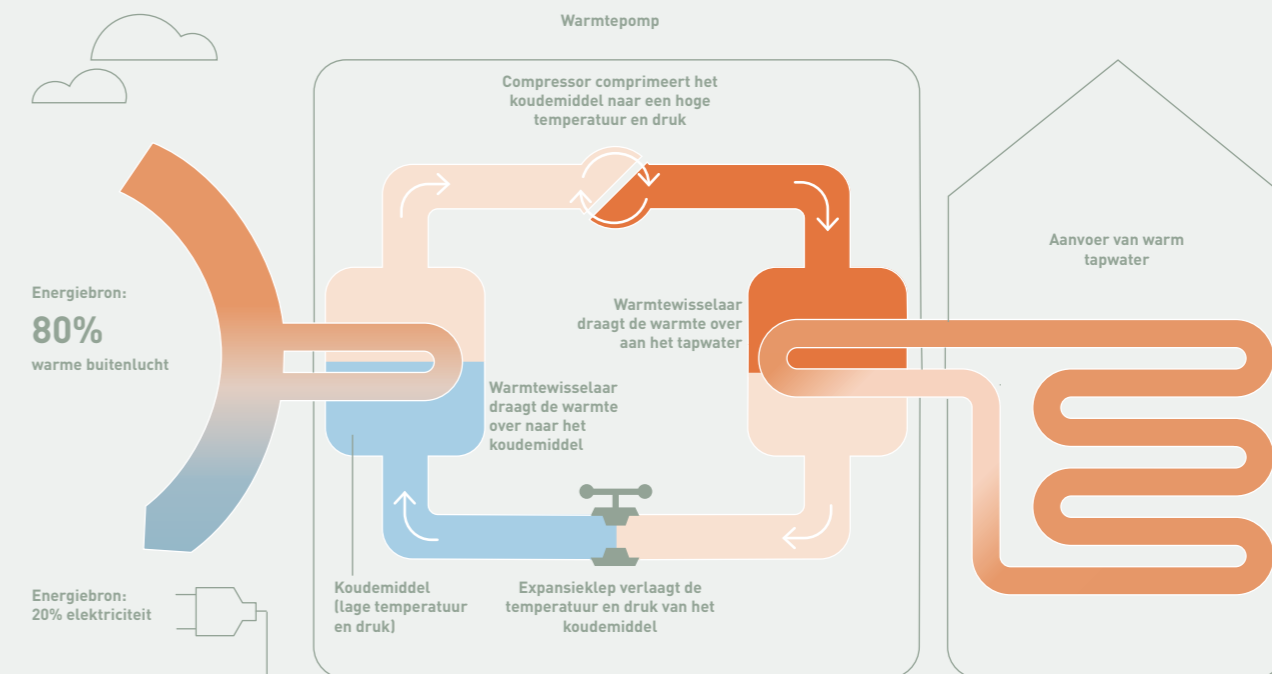 Warmtepomp
Compressor comprimeert het
koudemiddel naar een hoge
temperatuur en druk
Energiebron:
80%
warme buitenlucht
Warmtewisselaar
draagt de warmte
over naar het
koudemiddel
Warmtewisselaar
draagt de warmte over
aan het tapwater
Aanvoer van warm
tapwater
Energiebron:
20% elektriciteit
Koudemiddel
(lage temperatuur
en druk)
Expansieklep verlaagt de
temperatuur en druk van het
koudemiddel